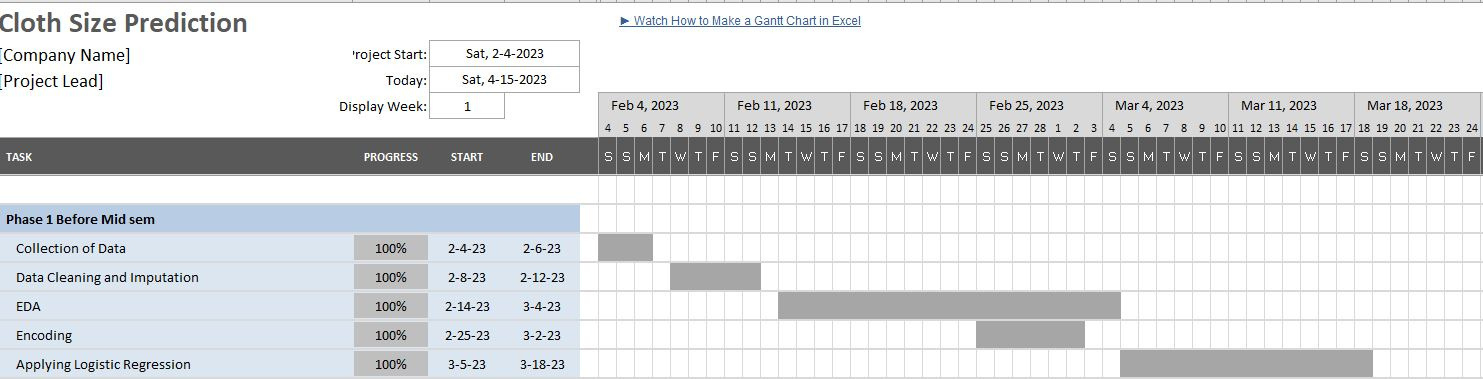 Cloth Size Prediction
► Watch How to Make a Gantt Chart in Excel
[Company Name]
Project Start: Sat, 2-4-2023
[Project Lead]
Today: Sat, 4-15-2023
Display Week: 1
Feb 4, 2023 Feb 11, 2023 Feb 18, 2023 Feb 25, 2023 Mar 4, 2023 Mar 11, 2023 Mar 18, 2023
4 5 6 7 8 9 10 11 12 13 14 15 16 17 18 19 20 21 22 23 24 25 26 27 28 1 2 3 4 5 6 7 8 9 10 11 12 13 14 15 16 17 18 19 20 21 22 23 24
TASK PROGRESS START END S S M T W T F S S M T W T F S S M T W T F S S M T W T F S S M T W T F S S M T W T F S S M T W T F
Phase 1 Before Mid sem
Collection of Data 100% 2-4-23 2-6-23
Data Cleaning and Imputation 100% 2-8-23 2-12-23
EDA 100% 2-14-23 3-4-23
Encoding 100% 2-25-23 3-2-23
Applying Logistic Regression 100% 3-5-23 3-18-23